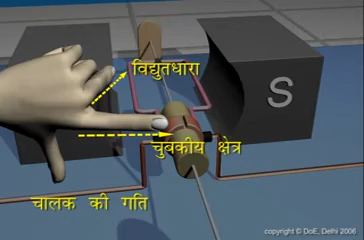 विद्युतधारा
S
चुंबकीय क्षेत्र
चालक की गति
copyright © DoE, Delhi 2006